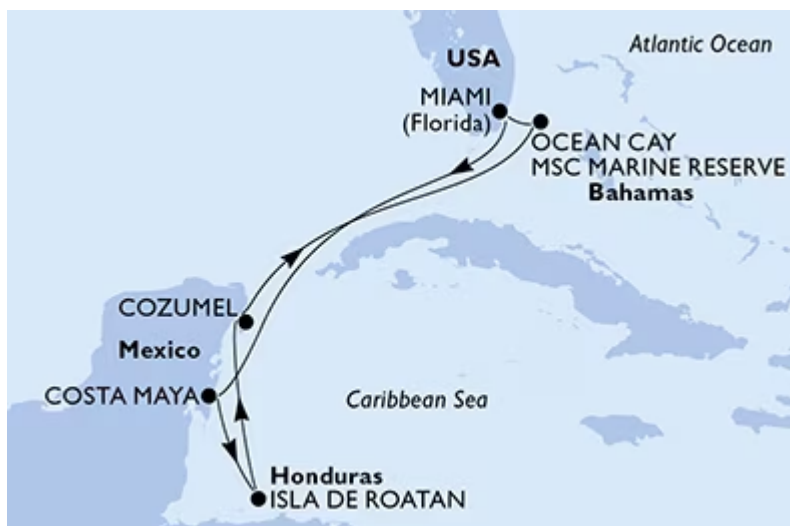 Atlantic Ocean
USA
MIAMI
(Florida)
OCEAN CAY
MSC MARINE RESERVE
Bahamas
COZUMEL
Mexico
COSTA MAYA
Caribbean Sea
Honduras
ISLA DE ROATAN